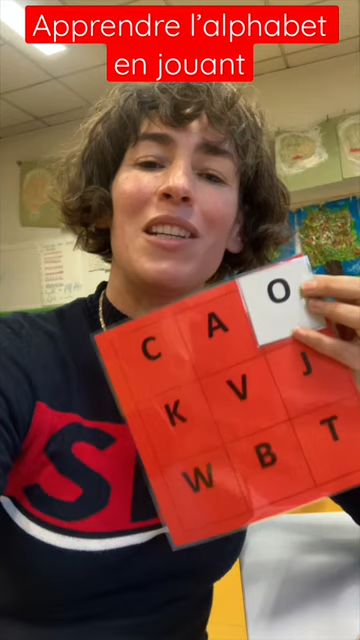 Apprendre l'alphabet
en jouant
C A O
K V J
W B T
S